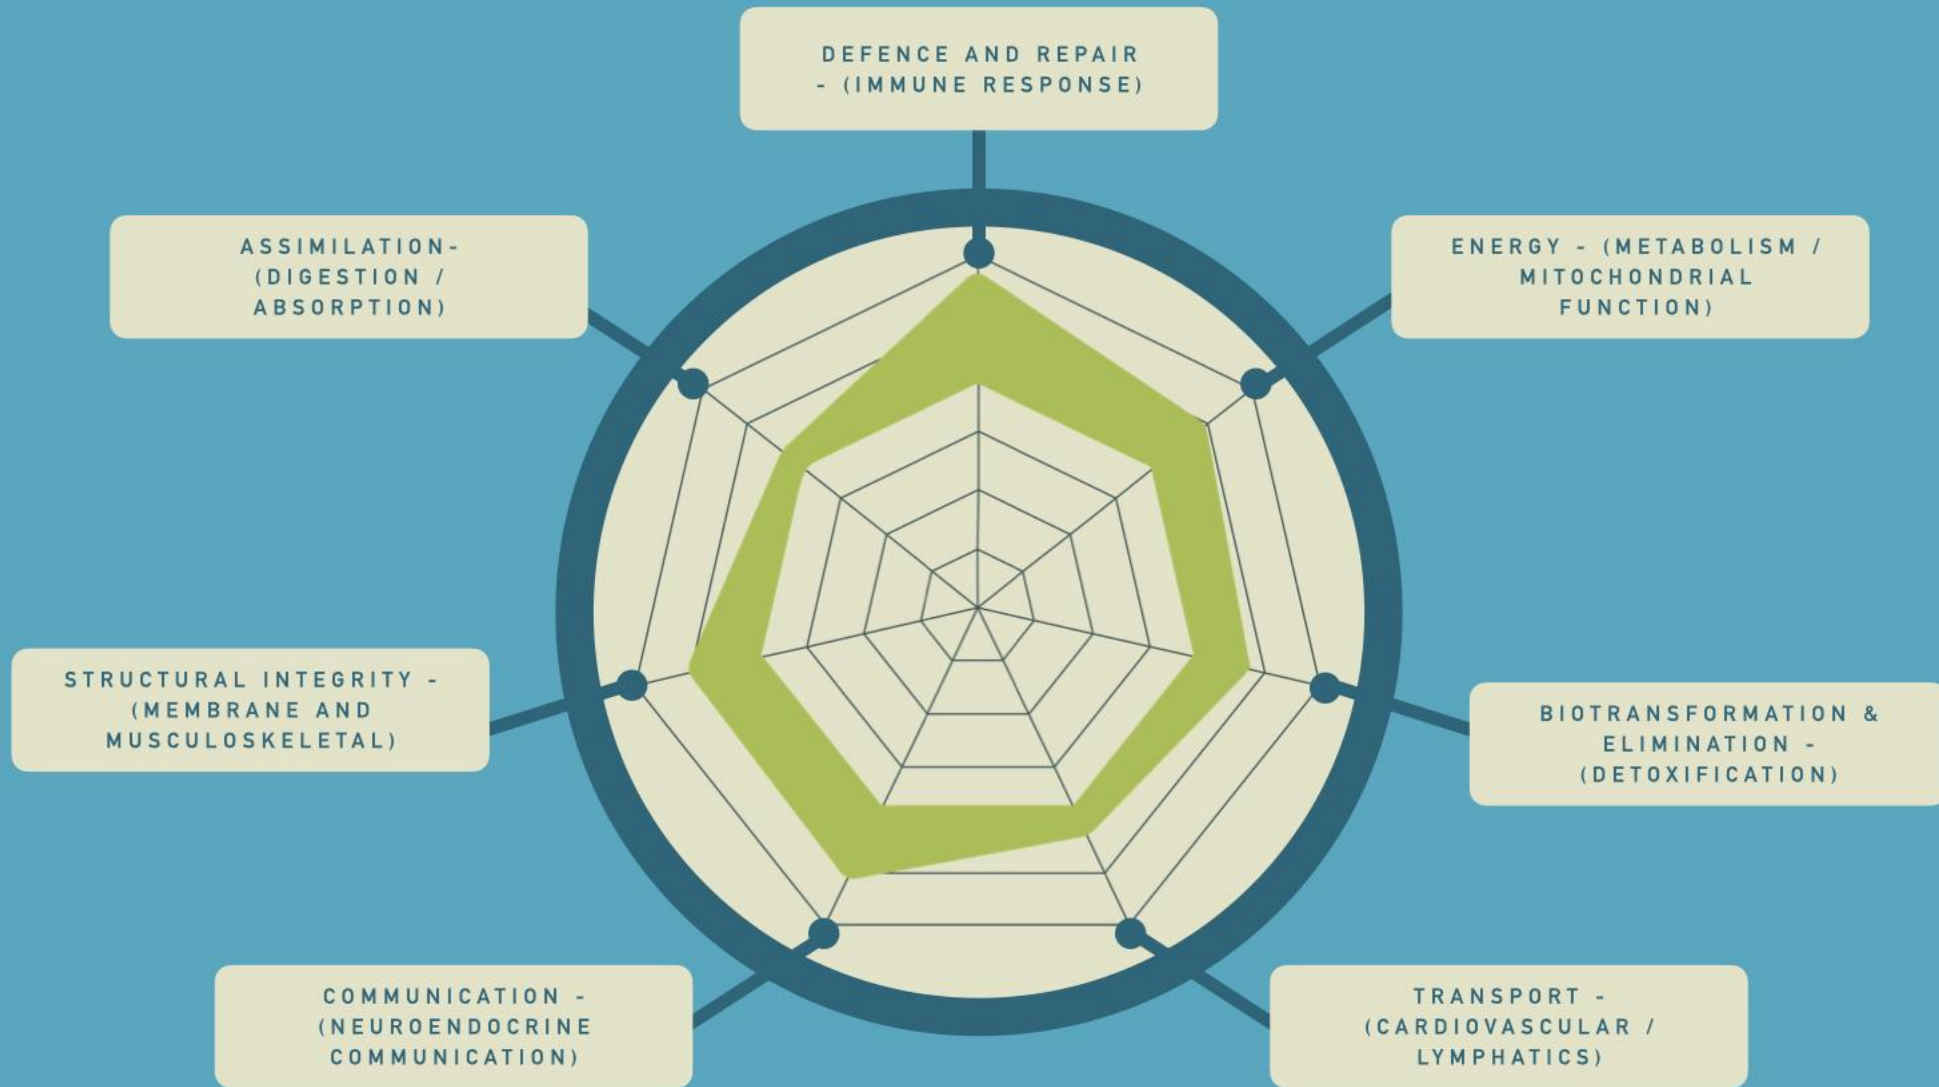 DEFENCE AND REPAIR
- (IMMUNE RESPONSE)
ASSIMILATION-
(DIGESTION /
ABSORPTION)
ENERGY - (METABOLISM /
MITOCHONDRIAL
FUNCTION)
STRUCTURAL INTEGRITY -
(MEMBRANE AND
MUSCULOSKELETAL)
BIOTRANSFORMATION &
ELIMINATION -
(DETOXIFICATION)
COMMUNICATION -
(NEUROENDOCRINE
COMMUNICATION)
TRANSPORT -
(CARDIOVASCULAR /
LYMPHATICS)